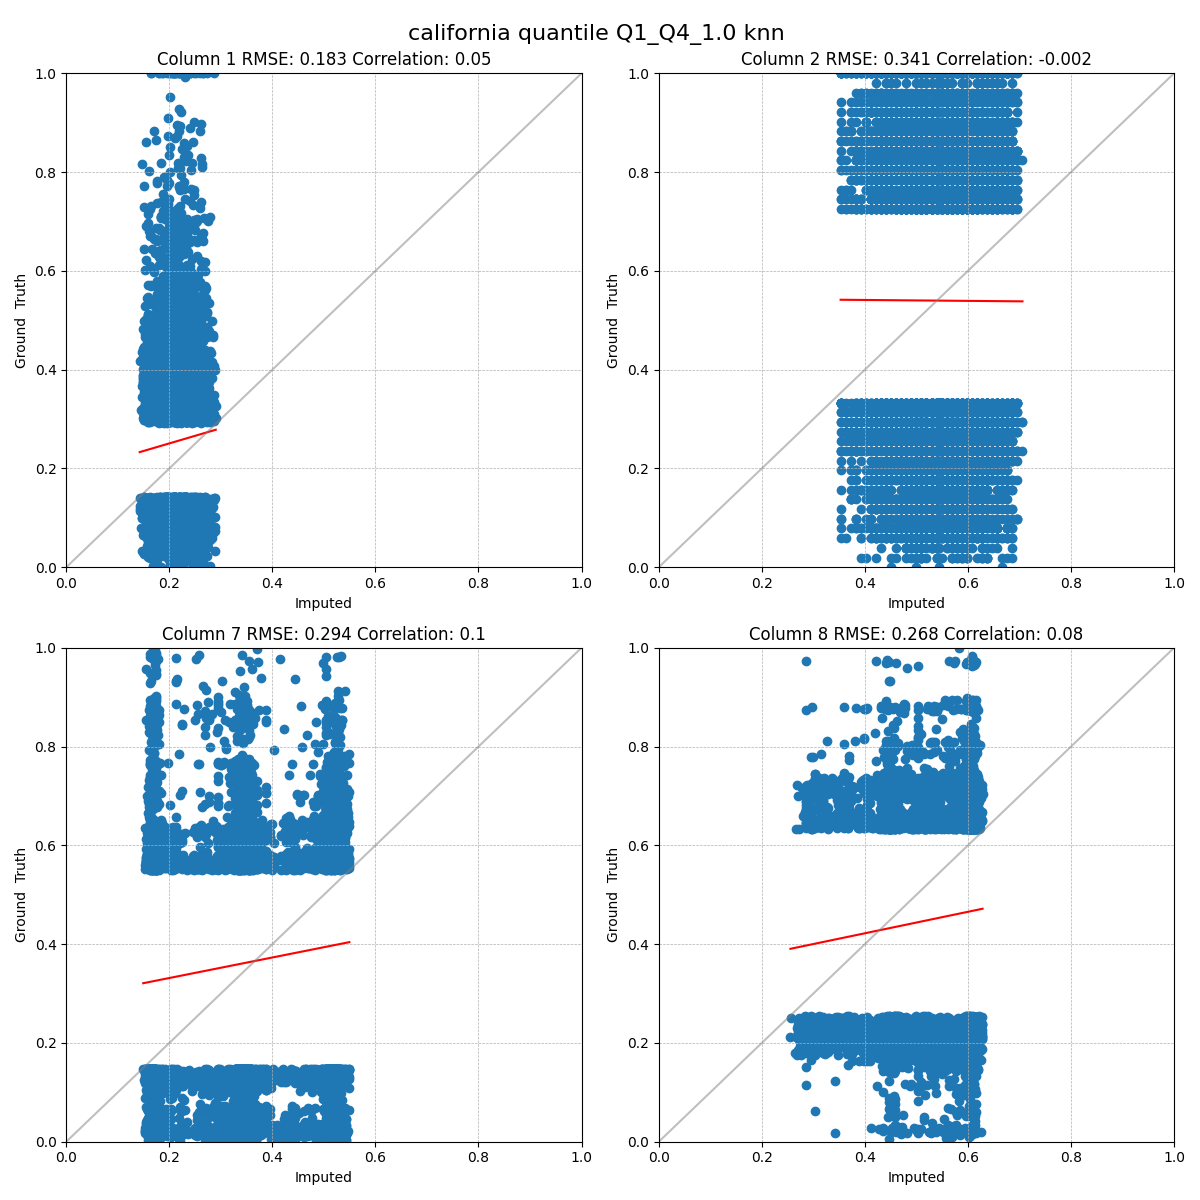 california quantile Q1_Q4_1.0 knn
Column 1 RMSE: 0.183 Correlation: 0.05
1.0
0.8
0.6
0.4
0.2
0.0
Ground Truth
0.0 0.2 0.4 0.6 0.8 1.0
Imputed
Column 2 RMSE: 0.341 Correlation: -0.002
1.0
0.8
0.6
0.4
0.2
0.0
Ground Truth
0.0 0.2 0.4 0.6 0.8 1.0
Imputed
Column 7 RMSE: 0.294 Correlation: 0.1
1.0
0.8
0.6
0.4
0.2
0.0
Ground Truth
0.0 0.2 0.4 0.6 0.8 1.0
Imputed
Column 8 RMSE: 0.268 Correlation: 0.08
1.0
0.8
0.6
0.4
0.2
0.0
Ground Truth
0.0 0.2 0.4 0.6 0.8 1.0
Imputed